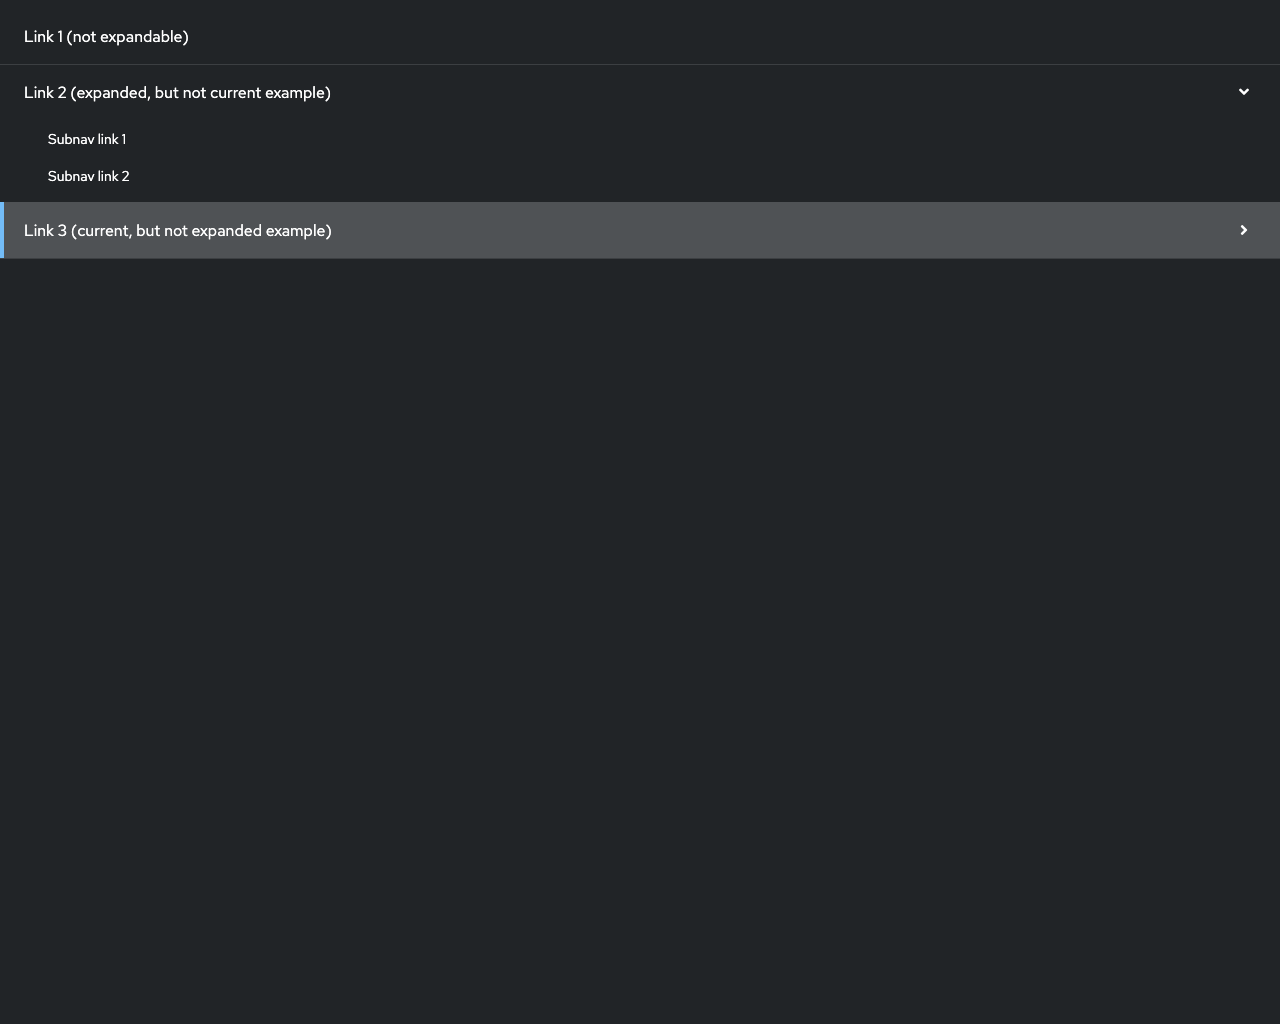 Link 1 (not expandable)
Link 2 (expanded, but not current example)
Subnav link 1
Subnav link 2
Link 3 (current, but not expanded example)